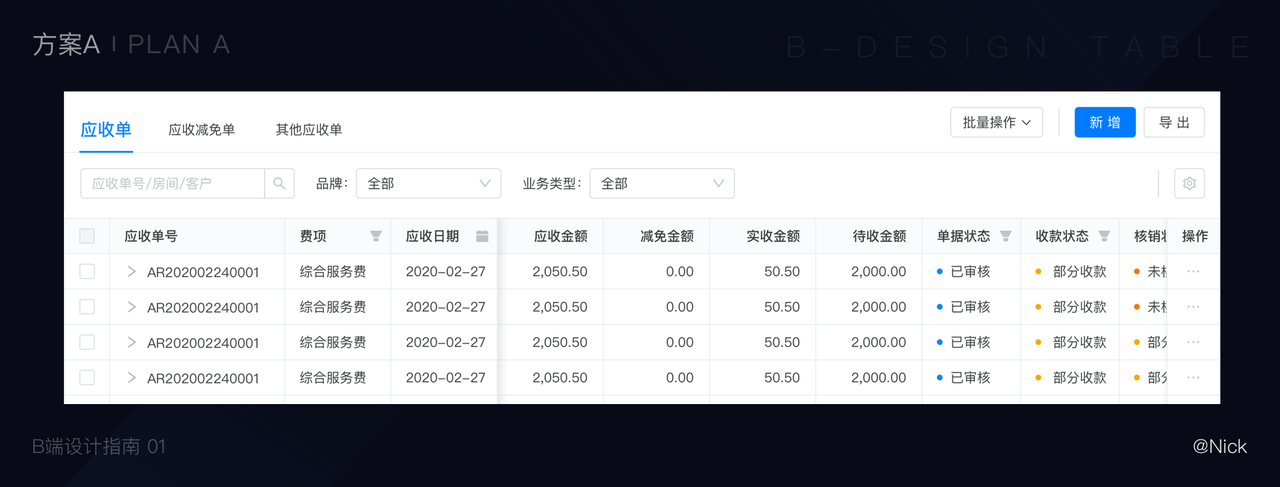 方案A | PLAN A
B-DESIGN TABLE
应收单 应收减免单 其他应收单 批量操作 新 增 导 出
应收单号/房间/客户 品牌: 全部 业务类型: 全部
应收单号 费项 应收日期 应收金额 减免金额 实收金额 待收金额 单据状态 收款状态 核销 操作
AR202002240001 综合服务费 2020-02-27 2,050.50 0.00 50.50 2,000.00 已审核 部分收款 未 ...
AR202002240001 综合服务费 2020-02-27 2,050.50 0.00 50.50 2,000.00 已审核 部分收款 未 ...
AR202002240001 综合服务费 2020-02-27 2,050.50 0.00 50.50 2,000.00 已审核 部分收款 部 ...
AR202002240001 综合服务费 2020-02-27 2,050.50 0.00 50.50 2,000.00 已审核 部分收款 部 ...
B端设计指南 01
@Nick